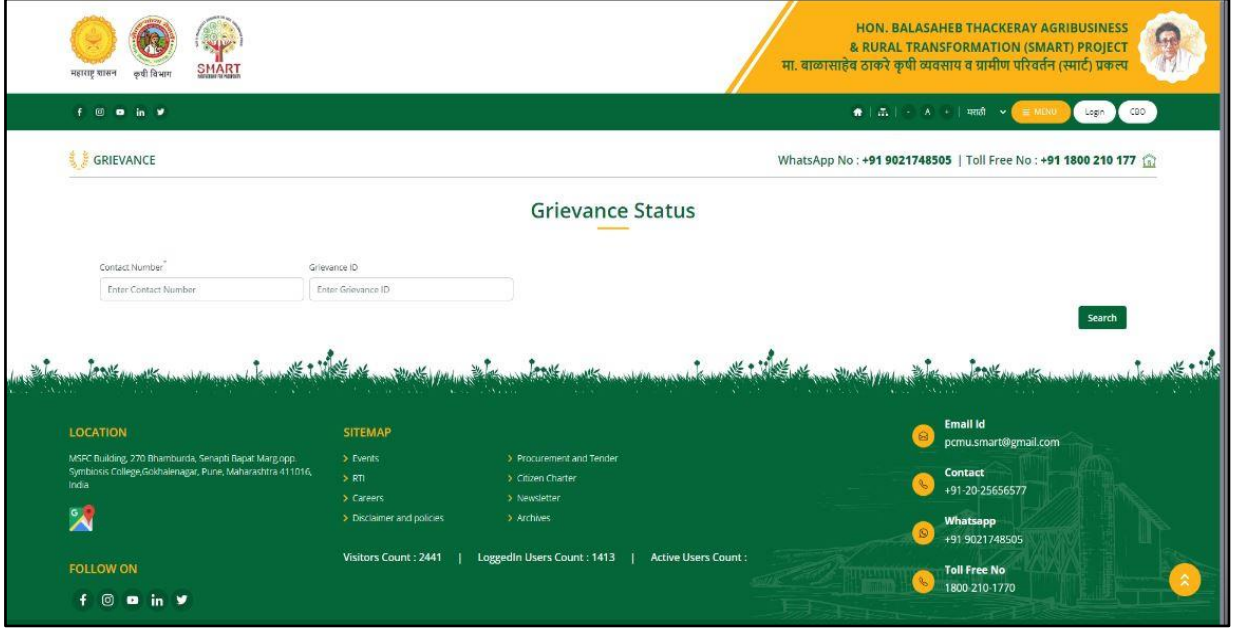 महाराष्ट्र शासन
कृषी विभाग
SMART
HON. BALASAHEB THACKERAY AGRIBUSINESS
& RURAL TRANSFORMATION (SMART) PROJECT
मा. बाळासाहेब ठाकरे कृषी व्यवसाय व ग्रामीण परिवर्तन (स्मार्ट) प्रकल्प
- A + | मराठी MENU Login CBO
GRIEVANCE
WhatsApp No : +91 9021748505 | Toll Free No : +91 1800 210 177
Grievance Status
Contact Number*
Grievance ID
Enter Contact Number
Enter Grievance ID
Search
LOCATION
MSFC Building, 270 Bhamburda, Senapti Bapat Marg,opp.
Symbiosis College,Gokhalenagar, Pune, Maharashtra 411016,
India
FOLLOW ON
SITEMAP
> Events
> RTI
> Careers
> Disclaimer and policies
> Procurement and Tender
> Citizen Charter
> Newsletter
> Archives
Visitors Count : 2441 | LoggedIn Users Count : 1413 | Active Users Count :
Email Id
pcmu.smart@gmail.com
Contact
+91-20-25656577
Whatsapp
+91 9021748505
Toll Free No
1800-210-1770